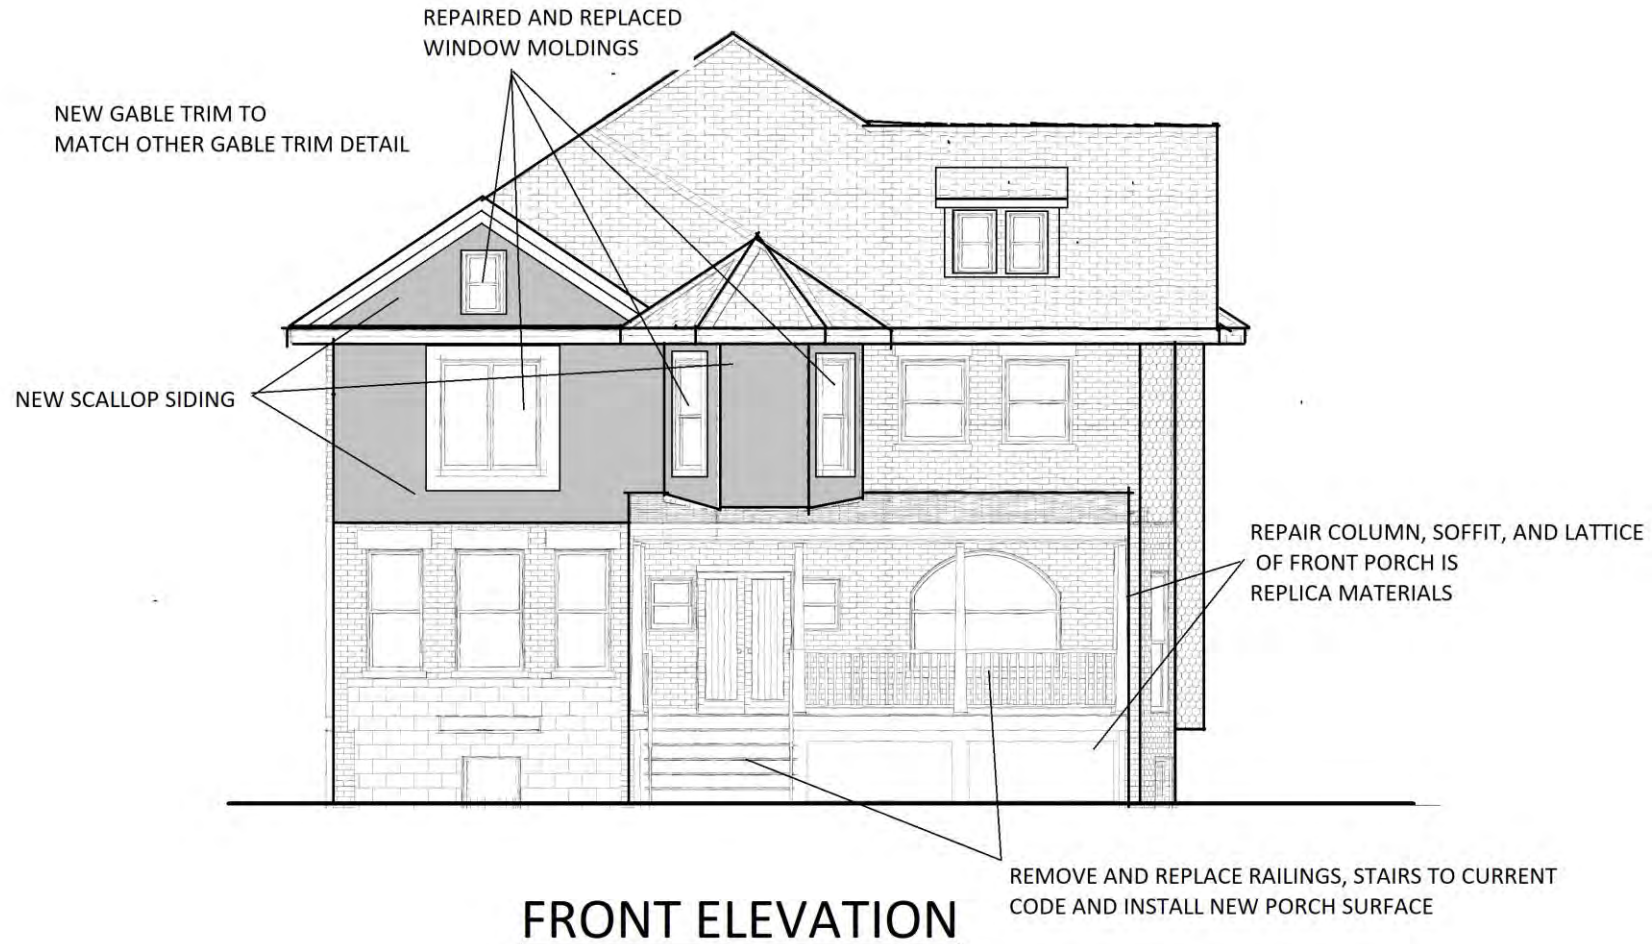 REPAIRED AND REPLACED
WINDOW MOLDINGS
NEW GABLE TRIM TO
MATCH OTHER GABLE TRIM DETAIL
NEW SCALLOP SIDING
REPAIR COLUMN, SOFFIT, AND LATTICE
OF FRONT PORCH IS
REPLICA MATERIALS
REMOVE AND REPLACE RAILINGS, STAIRS TO CURRENT
CODE AND INSTALL NEW PORCH SURFACE
FRONT ELEVATION